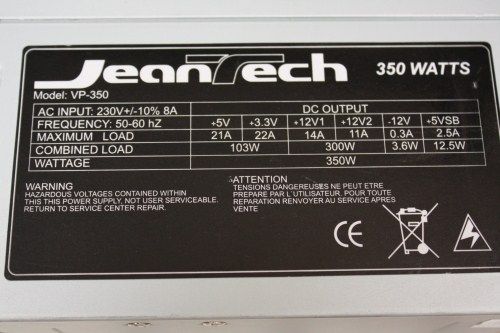 JeanTech
350 WATTS
Model: VP-350
AC INPUT: 230V+/-10% 8A DC OUTPUT
FREQUENCY: 50-60 hZ +5V +3.3V +12V1 +12V2 -12V +5VSB
MAXIMUM LOAD 21A 22A 14A 11A 0.3A 2.5A
COMBINED LOAD 103W 300W 3.6W 12.5W
WATTAGE 350W
WARNING
HAZARDOUS VOLTAGES CONTAINED WITHIN
THIS THIS POWER SUPPLY, NOT USER SERVICEABLE.
RETURN TO SERVICE CENTER REPAIR.
ATTENTION
TENSIONS DANGEREUSES NE PAUT ETRE
PREPARER PAR L'UTILISATEUR. POUR TOUTE
REPARATION RENVOYER AU SERVICE APRES
VENTE
CE